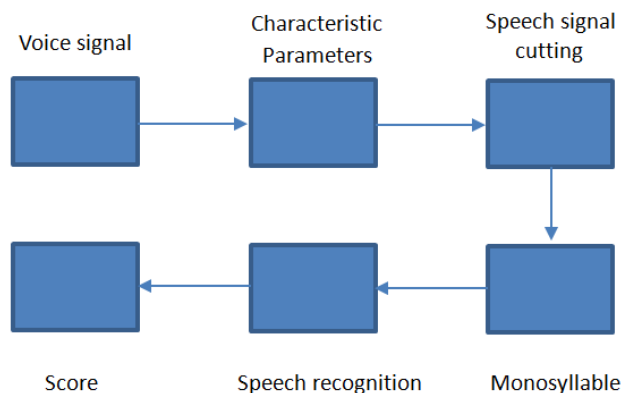 Voice signal
Characteristic
Parameters
Speech signal
cutting
Score
Speech recognition
Monosyllable